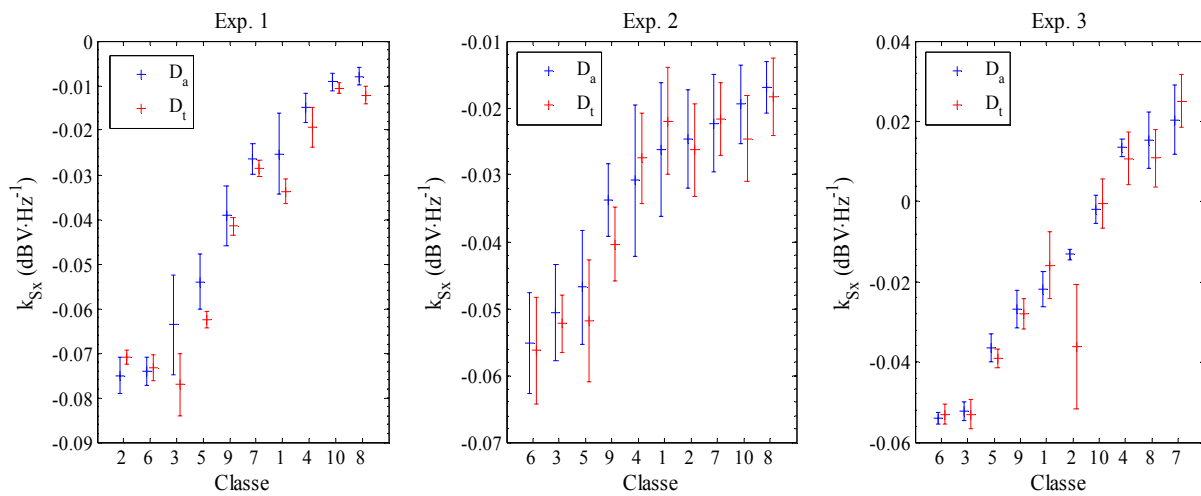 Exp. 1
0
-0.01
-0.02
-0.03
-0.04
-0.05
-0.06
-0.07
-0.08
-0.09
k_Sx (dBV·Hz⁻¹)
D_a
D_t
2 6 3 5 9 7 1 4 10 8
Classe
Exp. 2
-0.01
-0.02
-0.03
-0.04
-0.05
-0.06
-0.07
k_Sx (dBV·Hz⁻¹)
D_a
D_t
6 3 5 9 4 1 2 7 10 8
Classe
Exp. 3
0.04
0.02
0
-0.02
-0.04
-0.06
k_Sx (dBV·Hz⁻¹)
D_a
D_t
6 3 5 9 1 2 10 4 8 7
Classe